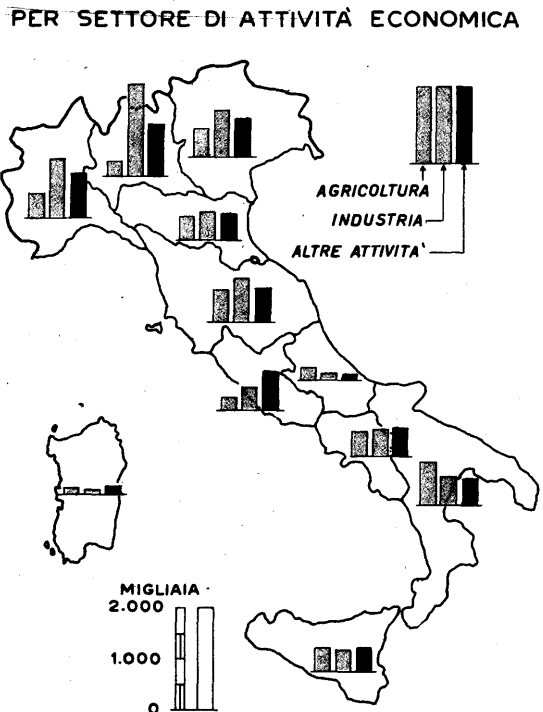 PER SETTORE DI ATTIVITÀ ECONOMICA
AGRICOLTURA
INDUSTRIA
ALTRE ATTIVITA'
MIGLIAIA
2.000
1.000
0